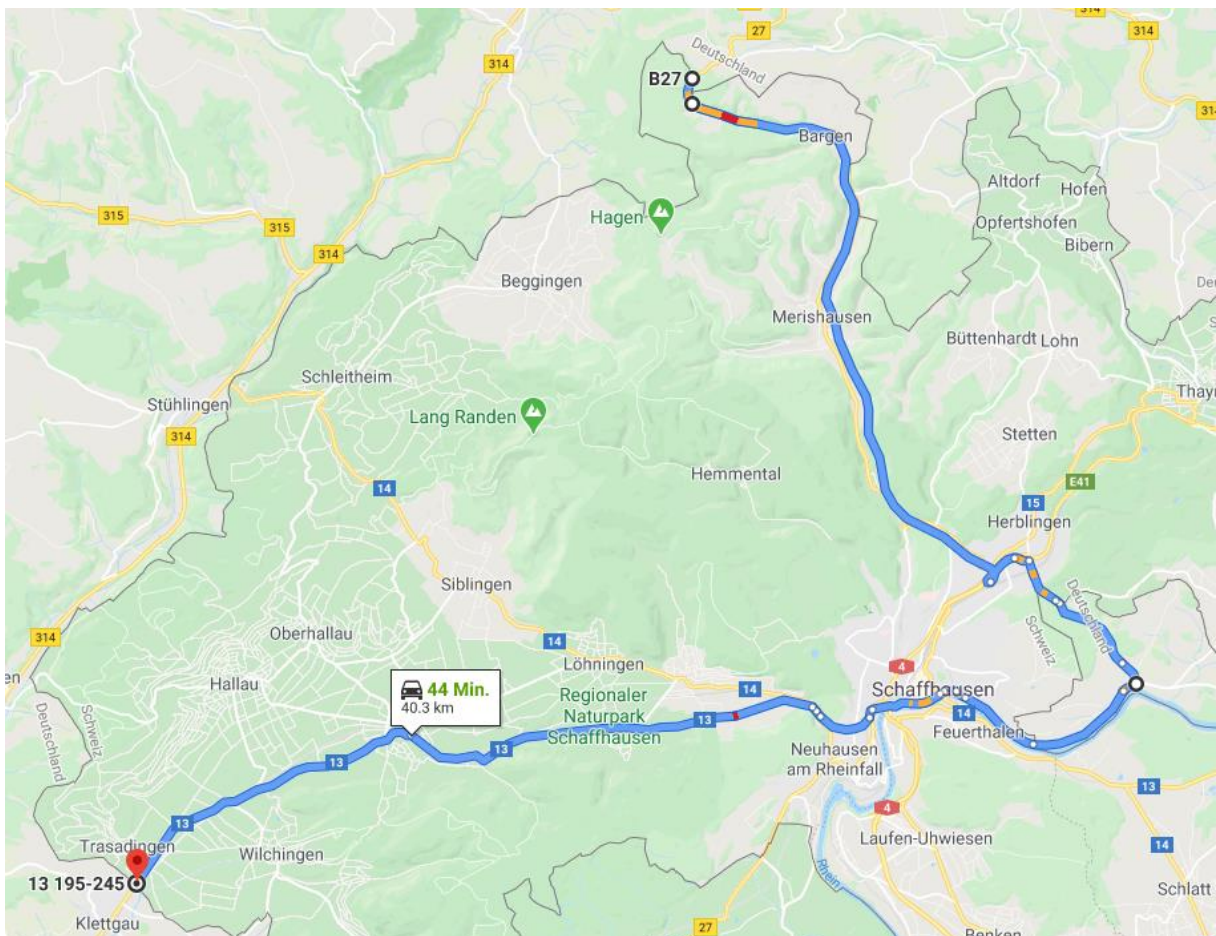 314
27
Deutschland
314
B27
314
Bargen
Altdorf
Hofen
315
315
Hagen
Opfertshofen
Bibern
314
Beggingen
Merishausen
Büttenhardt
Lohn
Schleitheim
Stühlingen
Thay
314
Lang Randen
Stetten
Hemmental
E41
14
15
Herblingen
Siblingen
Deutschland
Schweiz
314
Oberhallau
14
Löhningen
4
Hallau
44 Min.
40.3 km
14
Schaffhausen
Regionaler
Naturpark
Schaffhausen
13
14
Feuerthalen
Deutschland
Schweiz
13
Neuhausen
am Rheinfall
13
13
4
13
Trasadingen
Wilchingen
Laufen-Uhwiesen
14
13 195-245
Rhein
Schlatt
Klettgau
27
Benken